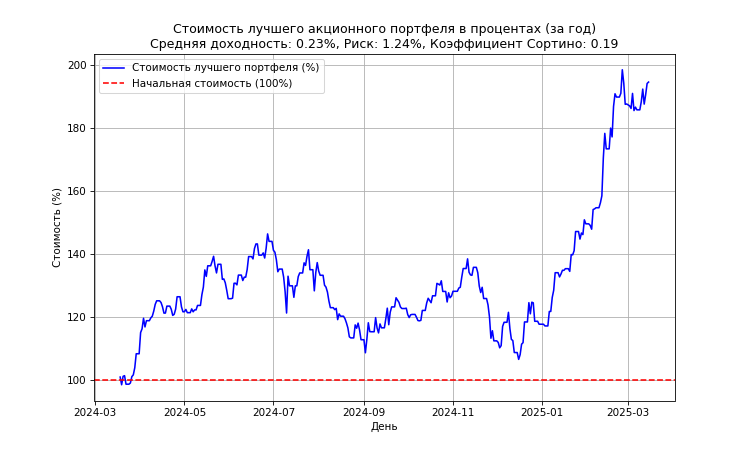 Стоимость лучшего акционного портфеля в процентах (за год)
Средняя доходность: 0.23%, Риск: 1.24%, Коэффициент Сортино: 0.19
Стоимость лучшего портфеля (%)
Начальная стоимость (100%)
Стоимость (%)
200
180
160
140
120
100
2024-03
2024-05
2024-07
2024-09
2024-11
2025-01
2025-03
День